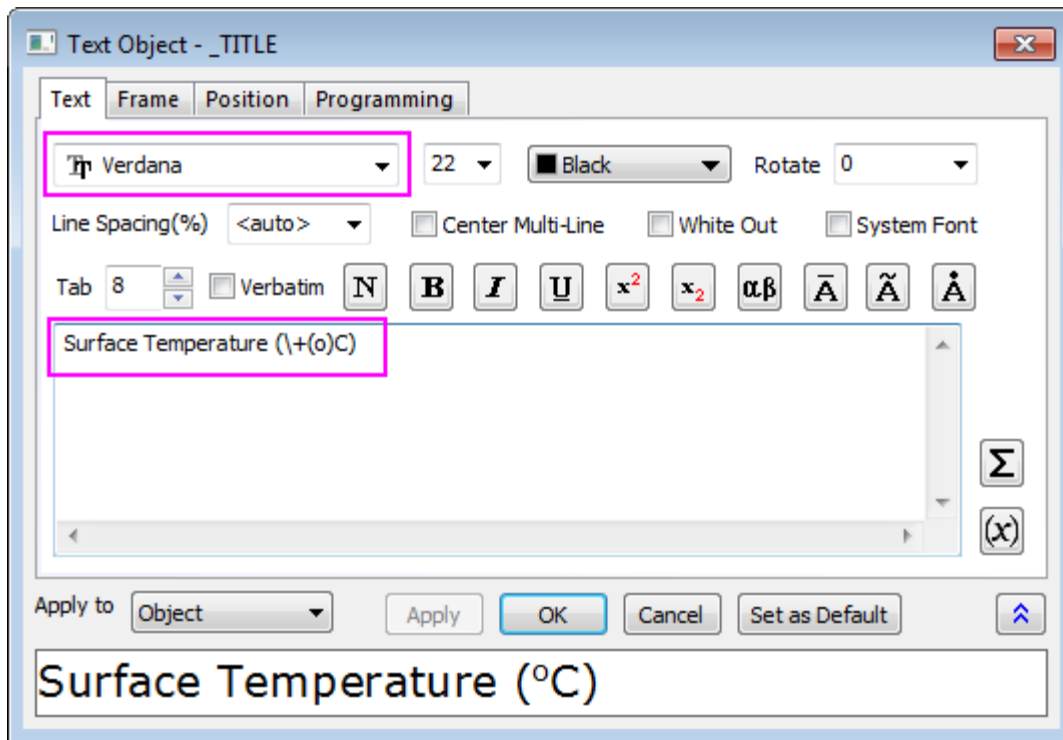 Text Object - _TITLE
Text Frame Position Programming
Verdana 22 Black Rotate 0
Line Spacing(%) <auto> Center Multi-Line White Out System Font
Tab 8 Verbatim N B I U x² x₂ αβ Ā Ã Å
Surface Temperature (\+(o)C)
Σ
(x)
Apply to Object Apply OK Cancel Set as Default
Surface Temperature (ºC)